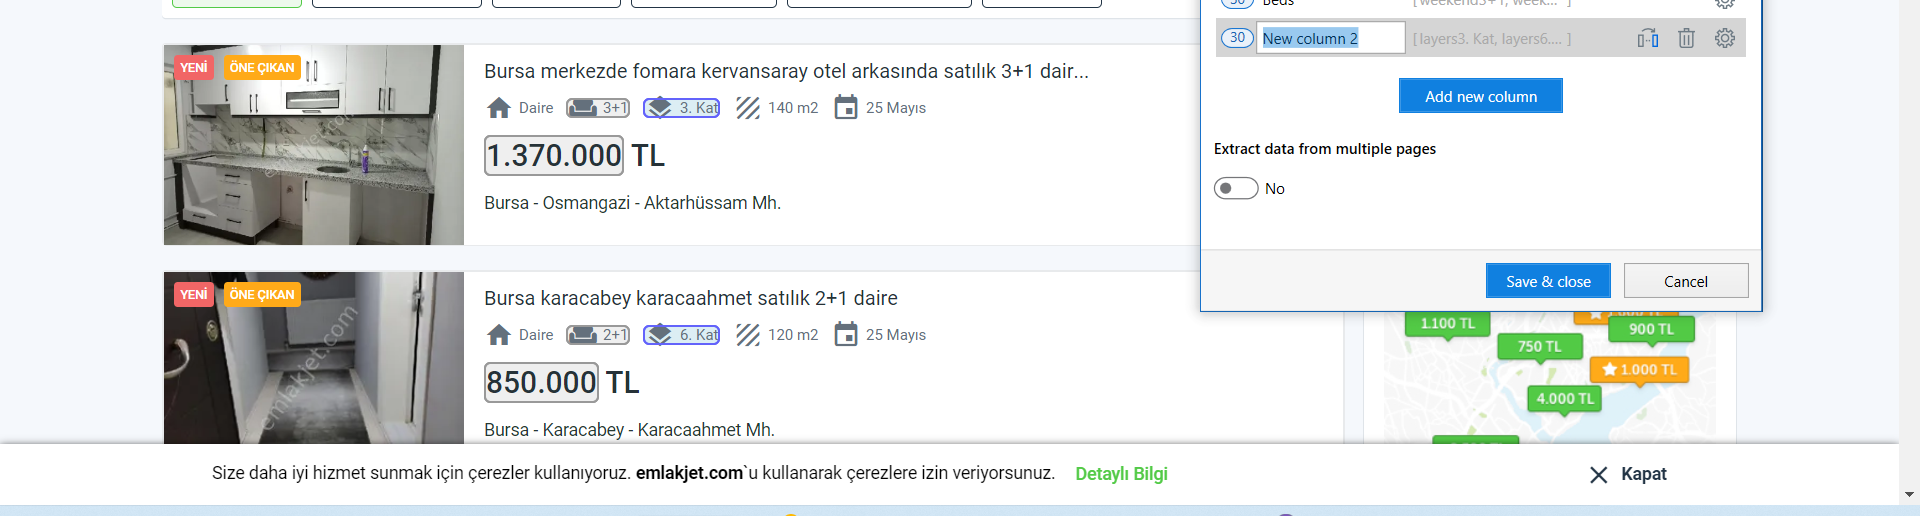 30 Beds [weekend3+1, week... ]
30 New column 2 [layers3. Kat, layers6.... ]
Add new column
Extract data from multiple pages
No
Save & close Cancel
YENİ ÖNE ÇIKAN
emlakjet.com
Bursa merkezde fomara kervansaray otel arkasında satılık 3+1 dair...
Daire 3+1 3. Kat 140 m2 25 Mayıs
1.370.000 TL
Bursa - Osmangazi - Aktarhüssam Mh.
YENİ ÖNE ÇIKAN
emlakjet.com
Bursa karacabey karacaahmet satılık 2+1 daire
Daire 2+1 6. Kat 120 m2 25 Mayıs
850.000 TL
Bursa - Karacabey - Karacaahmet Mh.
1.100 TL
900 TL
750 TL
1.000 TL
4.000 TL
Size daha iyi hizmet sunmak için çerezler kullanıyoruz. emlakjet.com`u kullanarak çerezlere izin veriyorsunuz. Detaylı Bilgi Kapat